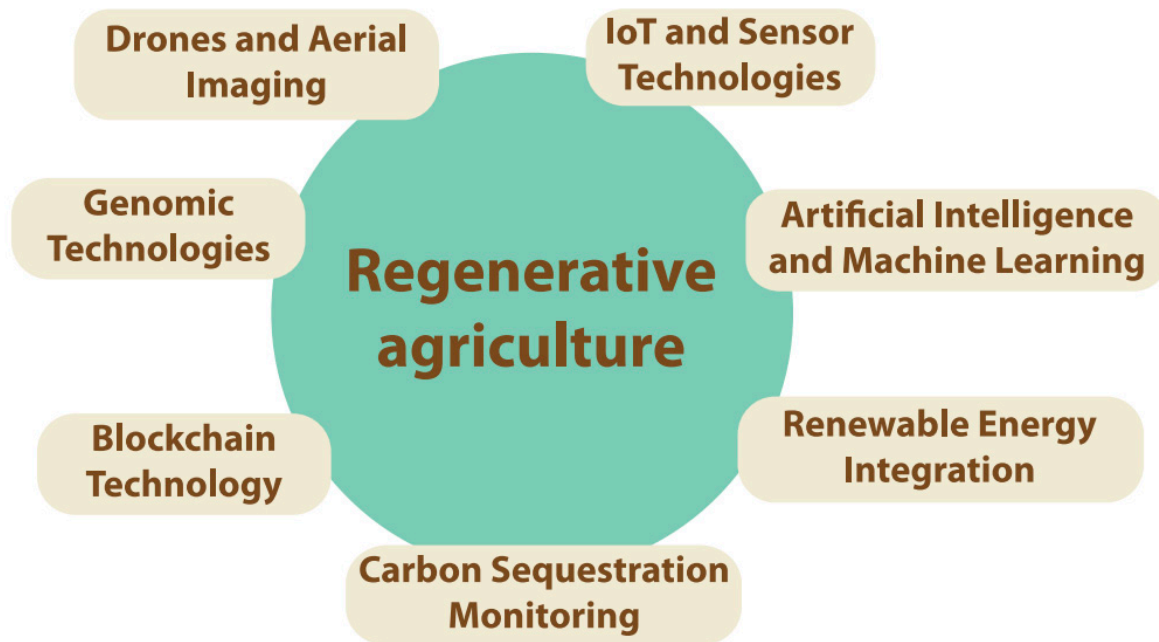 Drones and Aerial
Imaging
IoT and Sensor
Technologies
Genomic
Technologies
Artificial Intelligence
and Machine Learning
Regenerative
agriculture
Blockchain
Technology
Renewable Energy
Integration
Carbon Sequestration
Monitoring